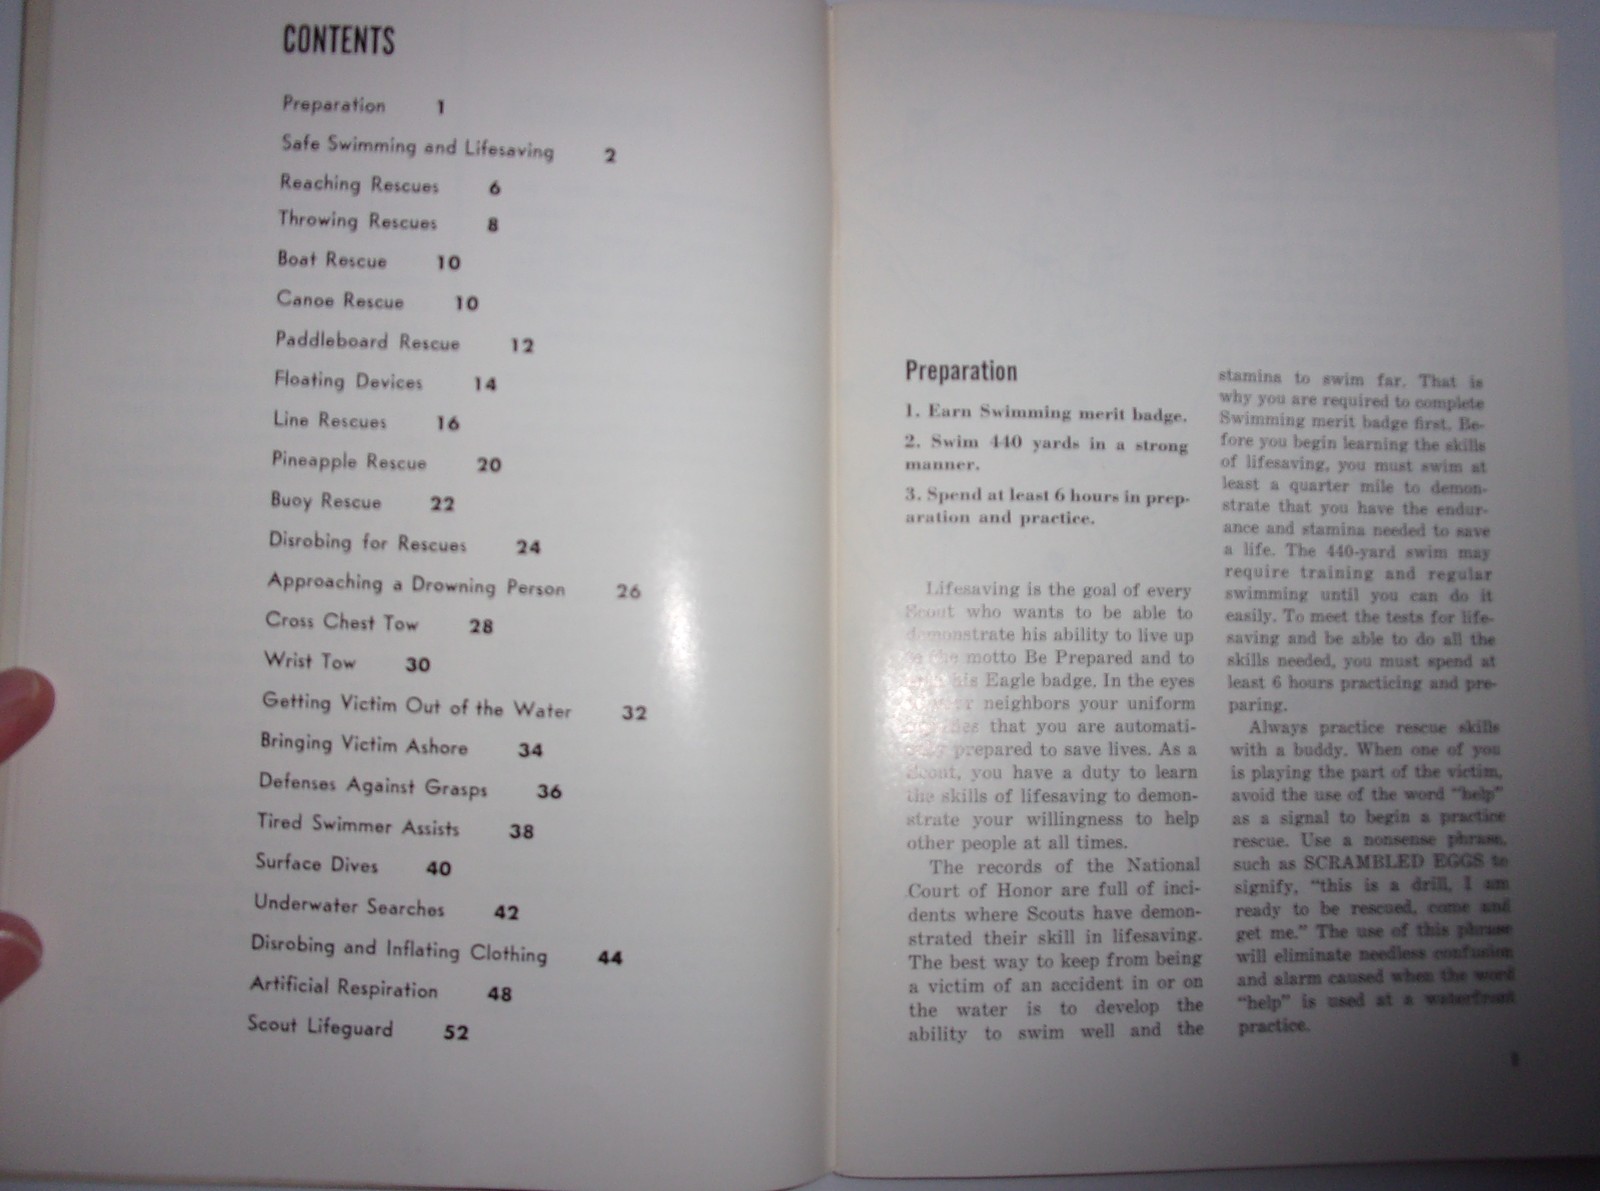 CONTENTS
Preparation 1
Safe Swimming and Lifesaving 2
Reaching Rescues 6
Throwing Rescues 8
Boat Rescue 10
Canoe Rescue 10
Paddleboard Rescue 12
Floating Devices 14
Line Rescues 16
Pineapple Rescue 20
Buoy Rescue 22
Disrobing for Rescues 24
Approaching a Drowning Person 26
Cross Chest Tow 28
Wrist Tow 30
Getting Victim Out of the Water 32
Bringing Victim Ashore 34
Defenses Against Grasps 36
Tired Swimmer Assists 38
Surface Dives 40
Underwater Searches 42
Disrobing and Inflating Clothing 44
Artificial Respiration 48
Scout Lifeguard 52
Preparation
1. Earn Swimming merit badge.
2. Swim 440 yards in a strong
manner.
3. Spend at least 6 hours in prep-
aration and practice.
Lifesaving is the goal of every
Scout who wants to be able to
demonstrate his ability to live up
the motto Be Prepared and to
his Eagle badge. In the eyes
neighbors your uniform
that you are automati-
prepared to save lives. As a
Scout, you have a duty to learn
the skills of lifesaving to demon-
strate your willingness to help
other people at all times.
The records of the National
Court of Honor are full of inci-
dents where Scouts have demon-
strated their skill in lifesaving.
The best way to keep from being
a victim of an accident in or on
the water is to develop the
ability to swim well and the
stamina to swim far. That is
why you are required to complete
Swimming merit badge first. Be-
fore you begin learning the skills
of lifesaving, you must swim at
least a quarter mile to demon-
strate that you have the endur-
ance and stamina needed to save
a life. The 440-yard swim may
require training and regular
swimming until you can do it
easily. To meet the tests for life-
saving and be able to do all the
skills needed, you must spend at
least 6 hours practicing and pre-
paring.
Always practice rescue skills
with a buddy. When one of you
is playing the part of the victim,
avoid the use of the word "help"
as a signal to begin a practice
rescue. Use a nonsense phrase,
such as SCRAMBLED EGGS to
signify, "this is a drill, I am
ready to be rescued, come and
get me." The use of this phrase
will eliminate needless confusion
and alarm caused when the word
"help" is used at a waterfront
practice.